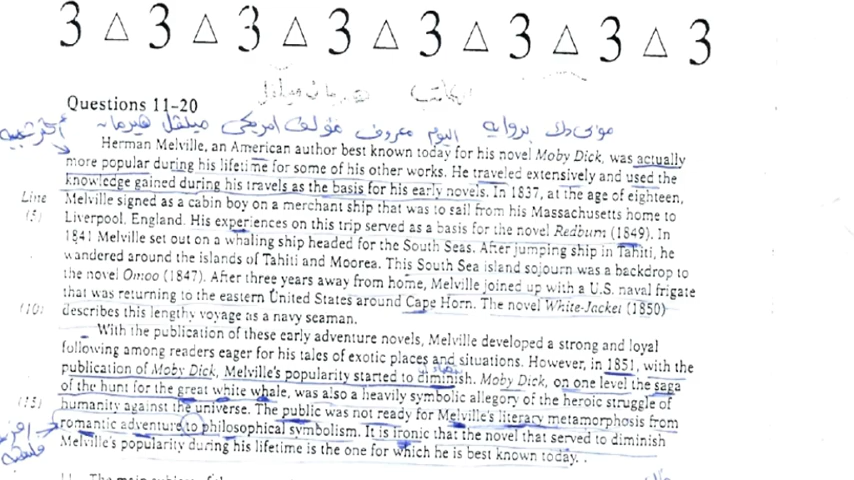 3 △ 3 △ 3 △ 3 △ 3 △ 3 △ 3 △ 3
Questions 11–20
موبي دك بروايه اليوم معروف مؤلف امريكي ميلفل هيرمان
Herman Melville, an American author best known today for his novel Moby Dick, was actually
more popular during his lifetime for some of his other works. He traveled extensively and used the
knowledge gained during his travels as the basis for his early novels. In 1837, at the age of eighteen,
Line Melville signed as a cabin boy on a merchant ship that was to sail from his Massachusetts home to
(5) Liverpool, England. His experiences on this trip served as a basis for the novel Redburn (1849). In
1841 Melville set out on a whaling ship headed for the South Seas. After jumping ship in Tahiti, he
wandered around the islands of Tahiti and Moorea. This South Sea island sojourn was a backdrop to
the novel Omoo (1847). After three years away from home, Melville joined up with a U.S. naval frigate
that was returning to the eastern United States around Cape Horn. The novel White-Jacket (1850)
(10) describes this lengthy voyage as a navy seaman.
With the publication of these early adventure novels, Melville developed a strong and loyal
following among readers eager for his tales of exotic places and situations. However, in 1851, with the
publication of Moby Dick, Melville's popularity started to diminish. Moby Dick, on one level the saga
of the hunt for the great white whale, was also a heavily symbolic allegory of the heroic struggle of
(15) humanity against the universe. The public was not ready for Melville's literary metamorphosis from
romantic adventure to philosophical symbolism. It is ironic that the novel that served to diminish
Melville's popularity during his lifetime is the one for which he is best known today.